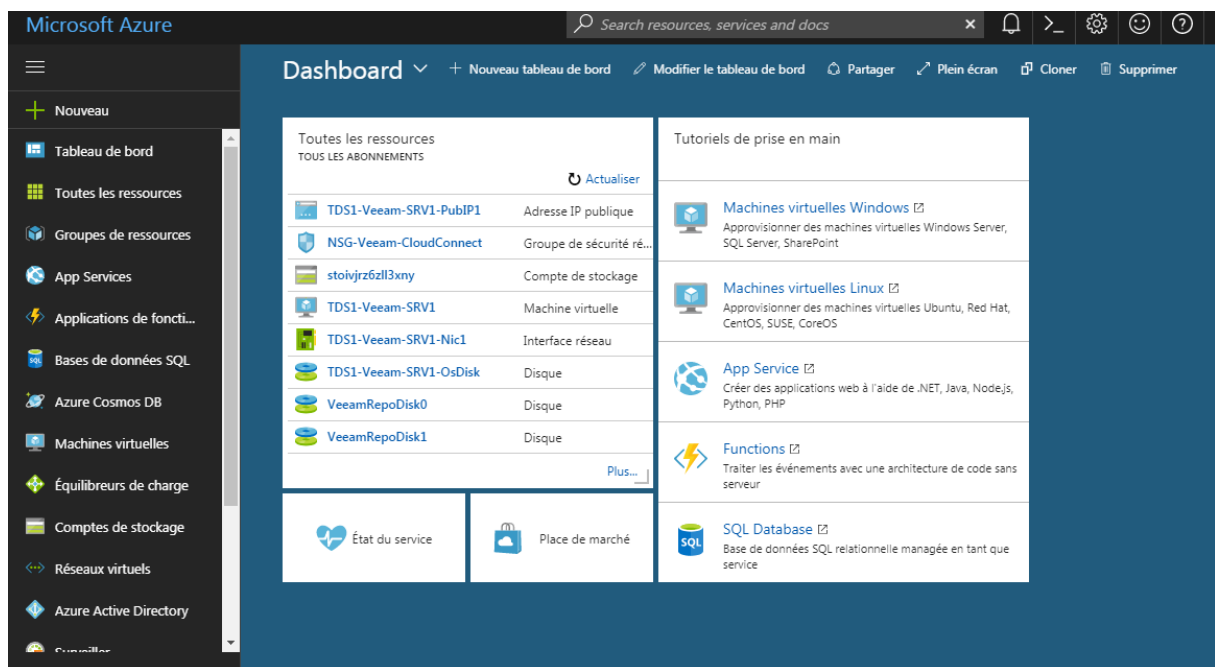 Microsoft Azure
Search resources, services and docs
Dashboard
Nouveau tableau de bord
Modifier le tableau de bord
Partager
Plein écran
Cloner
Supprimer
Nouveau
Tableau de bord
Toutes les ressources
Groupes de ressources
App Services
Applications de foncti...
Bases de données SQL
Azure Cosmos DB
Machines virtuelles
Équilibreurs de charge
Comptes de stockage
Réseaux virtuels
Azure Active Directory
Surveiller
Toutes les ressources
TOUS LES ABONNEMENTS
Actualiser
TDS1-Veeam-SRV1-PubIP1 Adresse IP publique
NSG-Veeam-CloudConnect Groupe de sécurité ré...
stoivjrz6zll3xny Compte de stockage
TDS1-Veeam-SRV1 Machine virtuelle
TDS1-Veeam-SRV1-Nic1 Interface réseau
TDS1-Veeam-SRV1-OsDisk Disque
VeeamRepoDisk0 Disque
VeeamRepoDisk1 Disque
Plus...
État du service
Place de marché
Tutoriels de prise en main
Machines virtuelles Windows
Approvisionner des machines virtuelles Windows Server,
SQL Server, SharePoint
Machines virtuelles Linux
Approvisionner des machines virtuelles Ubuntu, Red Hat,
CentOS, SUSE, CoreOS
App Service
Créer des applications web à l'aide de .NET, Java, Node.js,
Python, PHP
Functions
Traiter les événements avec une architecture de code sans
serveur
SQL
SQL Database
Base de données SQL relationnelle managée en tant que
service